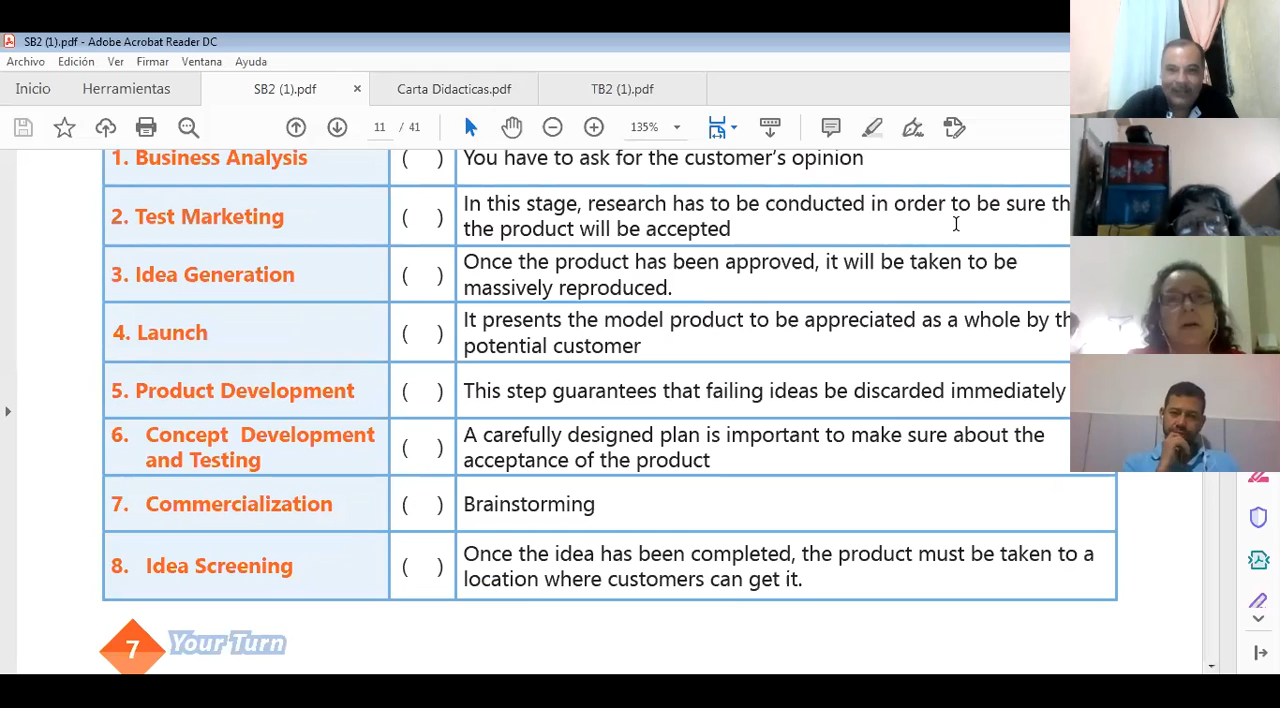 SB2 (1).pdf - Adobe Acrobat Reader DC
Archivo Edición Ver Firmar Ventana Ayuda
Inicio Herramientas SB2 (1).pdf × Carta Didacticas.pdf TB2 (1).pdf
11 / 41 135%
1. Business Analysis ( ) You have to ask for the customer's opinion
2. Test Marketing ( ) In this stage, research has to be conducted in order to be sure
the product will be accepted
3. Idea Generation ( ) Once the product has been approved, it will be taken to be
massively reproduced.
4. Launch ( ) It presents the model product to be appreciated as a whole by
potential customer
5. Product Development ( ) This step guarantees that failing ideas be discarded immediately
6. Concept Development
and Testing ( ) A carefully designed plan is important to make sure about the
acceptance of the product
7. Commercialization ( ) Brainstorming
8. Idea Screening ( ) Once the idea has been completed, the product must be taken to a
location where customers can get it.
7 Your Turn